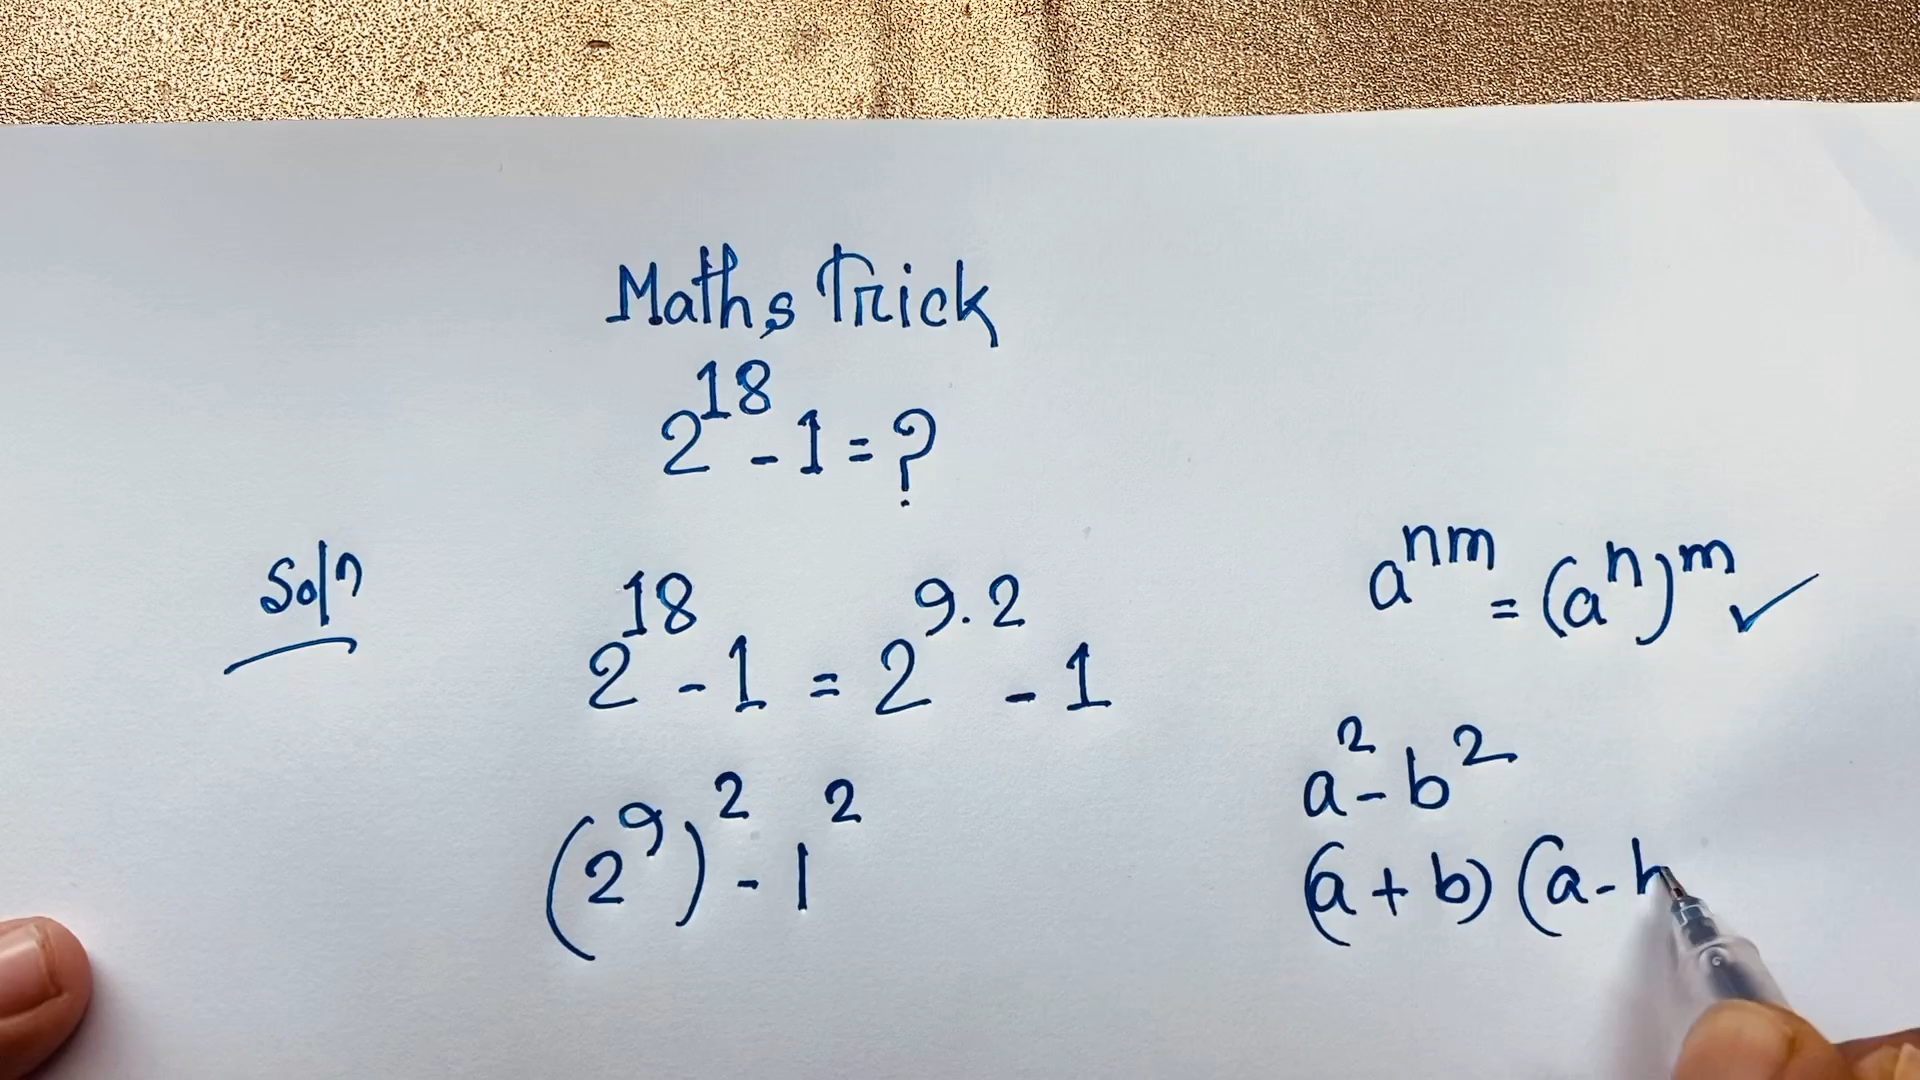 Maths Trick
2^18 - 1 = ?
Soln
2^18 - 1 = 2^9.2 - 1
(2^9)^2 - 1^2
a^nm = (a^n)^m ✓
a^2 - b^2
(a + b) (a - b